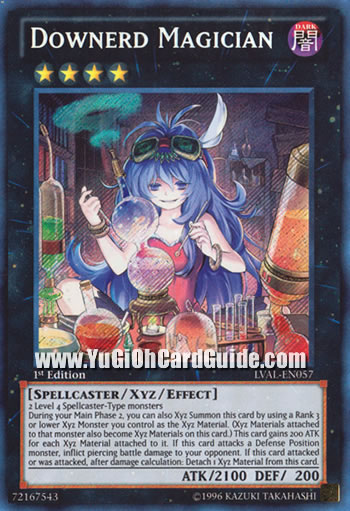 DOWNERD MAGICIAN
DARK
闇
www.YuGiOhCardGuide.com
1st Edition
LVAL-EN057
[SPELLCASTER/XYZ/EFFECT]
2 Level 4 Spellcaster-Type monsters
During your Main Phase 2, you can also Xyz Summon this card by using a Rank 3
or lower Xyz Monster you control as the Xyz Material. (Xyz Materials attached
to that monster also become Xyz Materials on this card.) This card gains 200 ATK
for each Xyz Material attached to it. If this card attacks a Defense Position
monster, inflict piercing battle damage to your opponent. If this card attacked
or was attacked, after damage calculation: Detach 1 Xyz Material from this card.
ATK/2100 DEF/ 200
72167543
©1996 KAZUKI TAKAHASHI